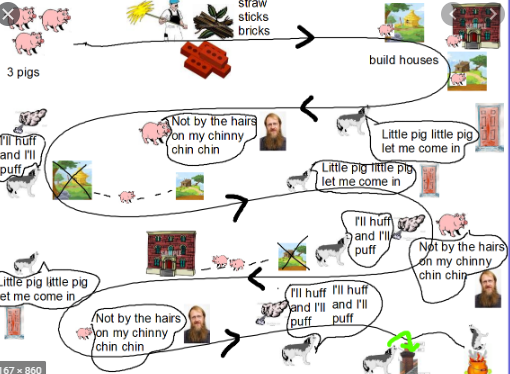 straw
sticks
bricks
3 pigs
build houses
Not by the hairs
on my chinny
chin chin
Little pig little pig
let me come in
I'll huff
and I'll
puff
Little pig little pig
let me come in
I'll huff
and I'll
puff
Not by the hairs
on my chinny
chin chin
Little pig little pig
let me come in
I'll huff I'll huff
and I'll and I'll
puff puff
Not by the hairs
on my chinny
chin chin
167 × 860